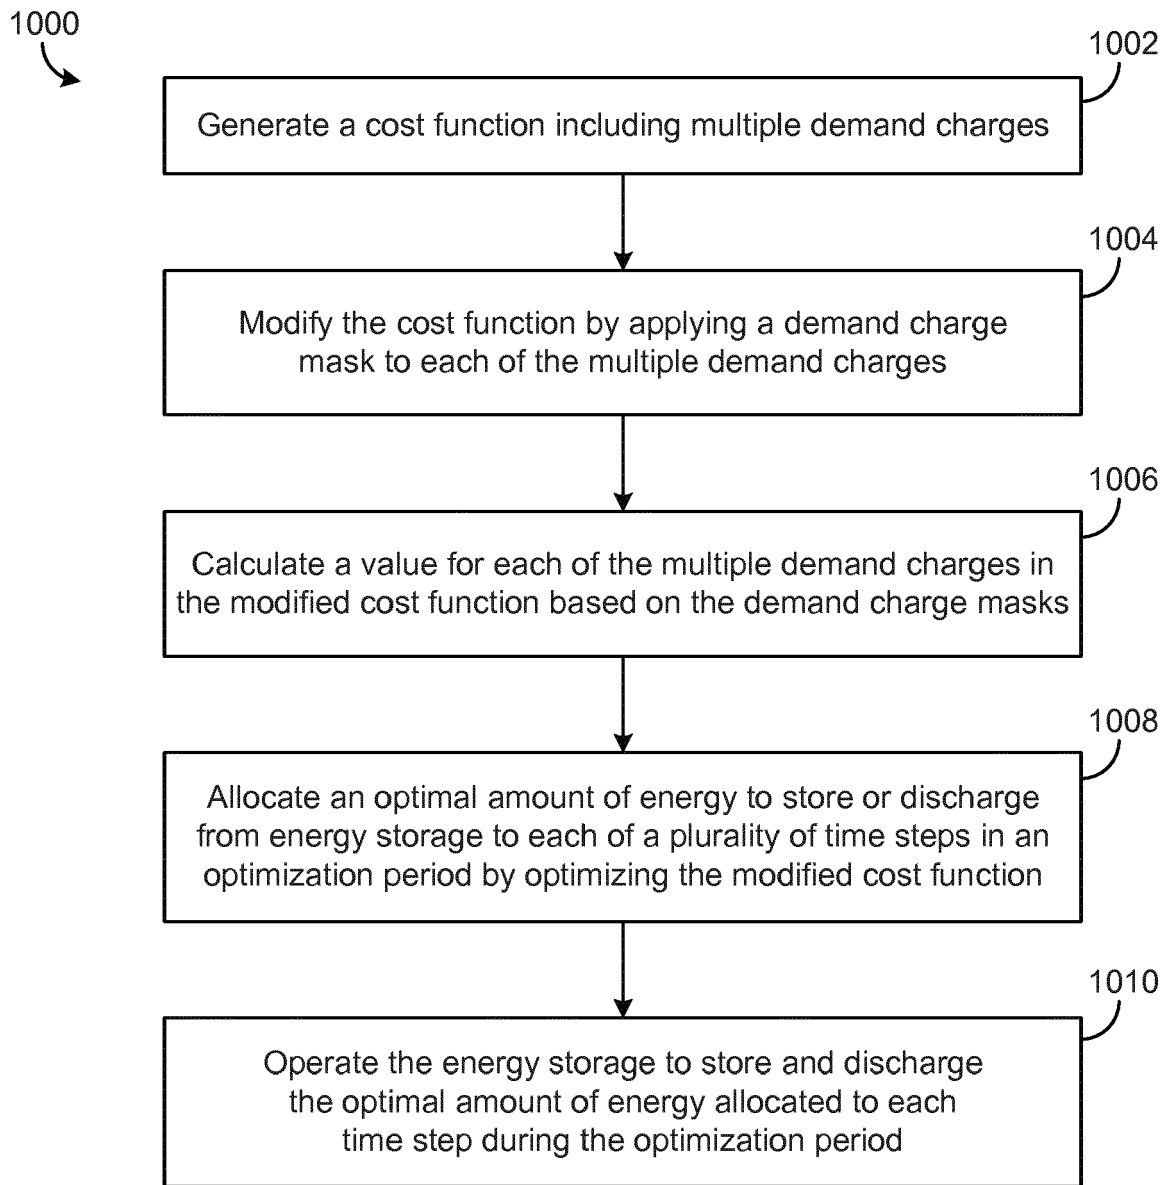 1000
1002
Generate a cost function including multiple demand charges
1004
Modify the cost function by applying a demand charge
mask to each of the multiple demand charges
1006
Calculate a value for each of the multiple demand charges in
the modified cost function based on the demand charge masks
1008
Allocate an optimal amount of energy to store or discharge
from energy storage to each of a plurality of time steps in an
optimization period by optimizing the modified cost function
1010
Operate the energy storage to store and discharge
the optimal amount of energy allocated to each
time step during the optimization period